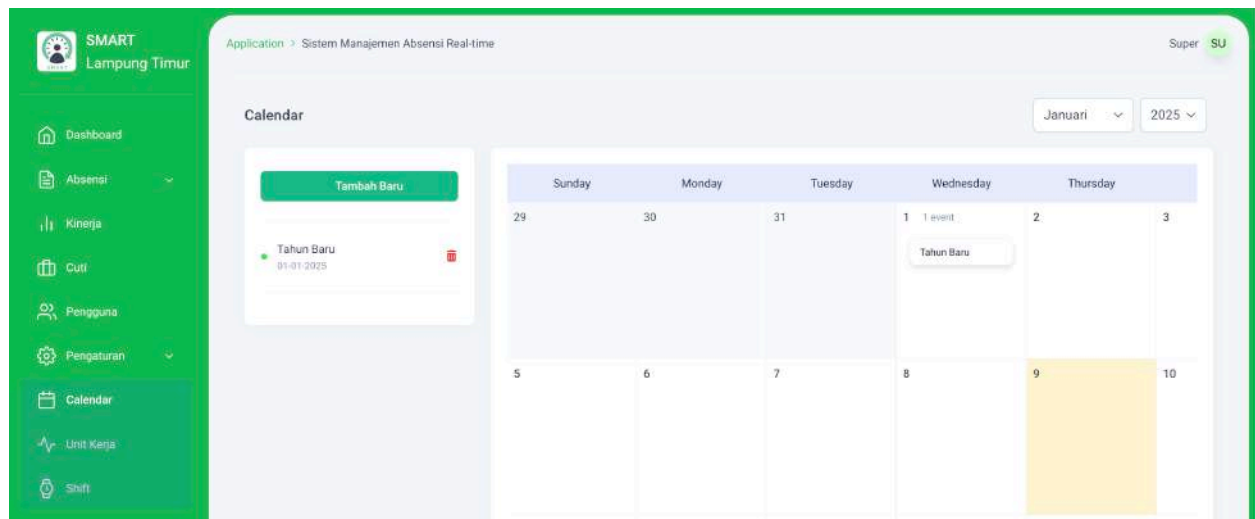 SMART
Lampung Timur
Dashboard
Absensi
Kinerja
Cuti
Pengguna
Pengaturan
Calendar
Unit Kerja
Shift
Application > Sistem Manajemen Absensi Real-time
Super SU
Calendar
Januari 2025
Tambah Baru
Tahun Baru
01-01-2025
Sunday Monday Tuesday Wednesday Thursday
29 30 31 1 1 event 2 3
Tahun Baru
5 6 7 8 9 10